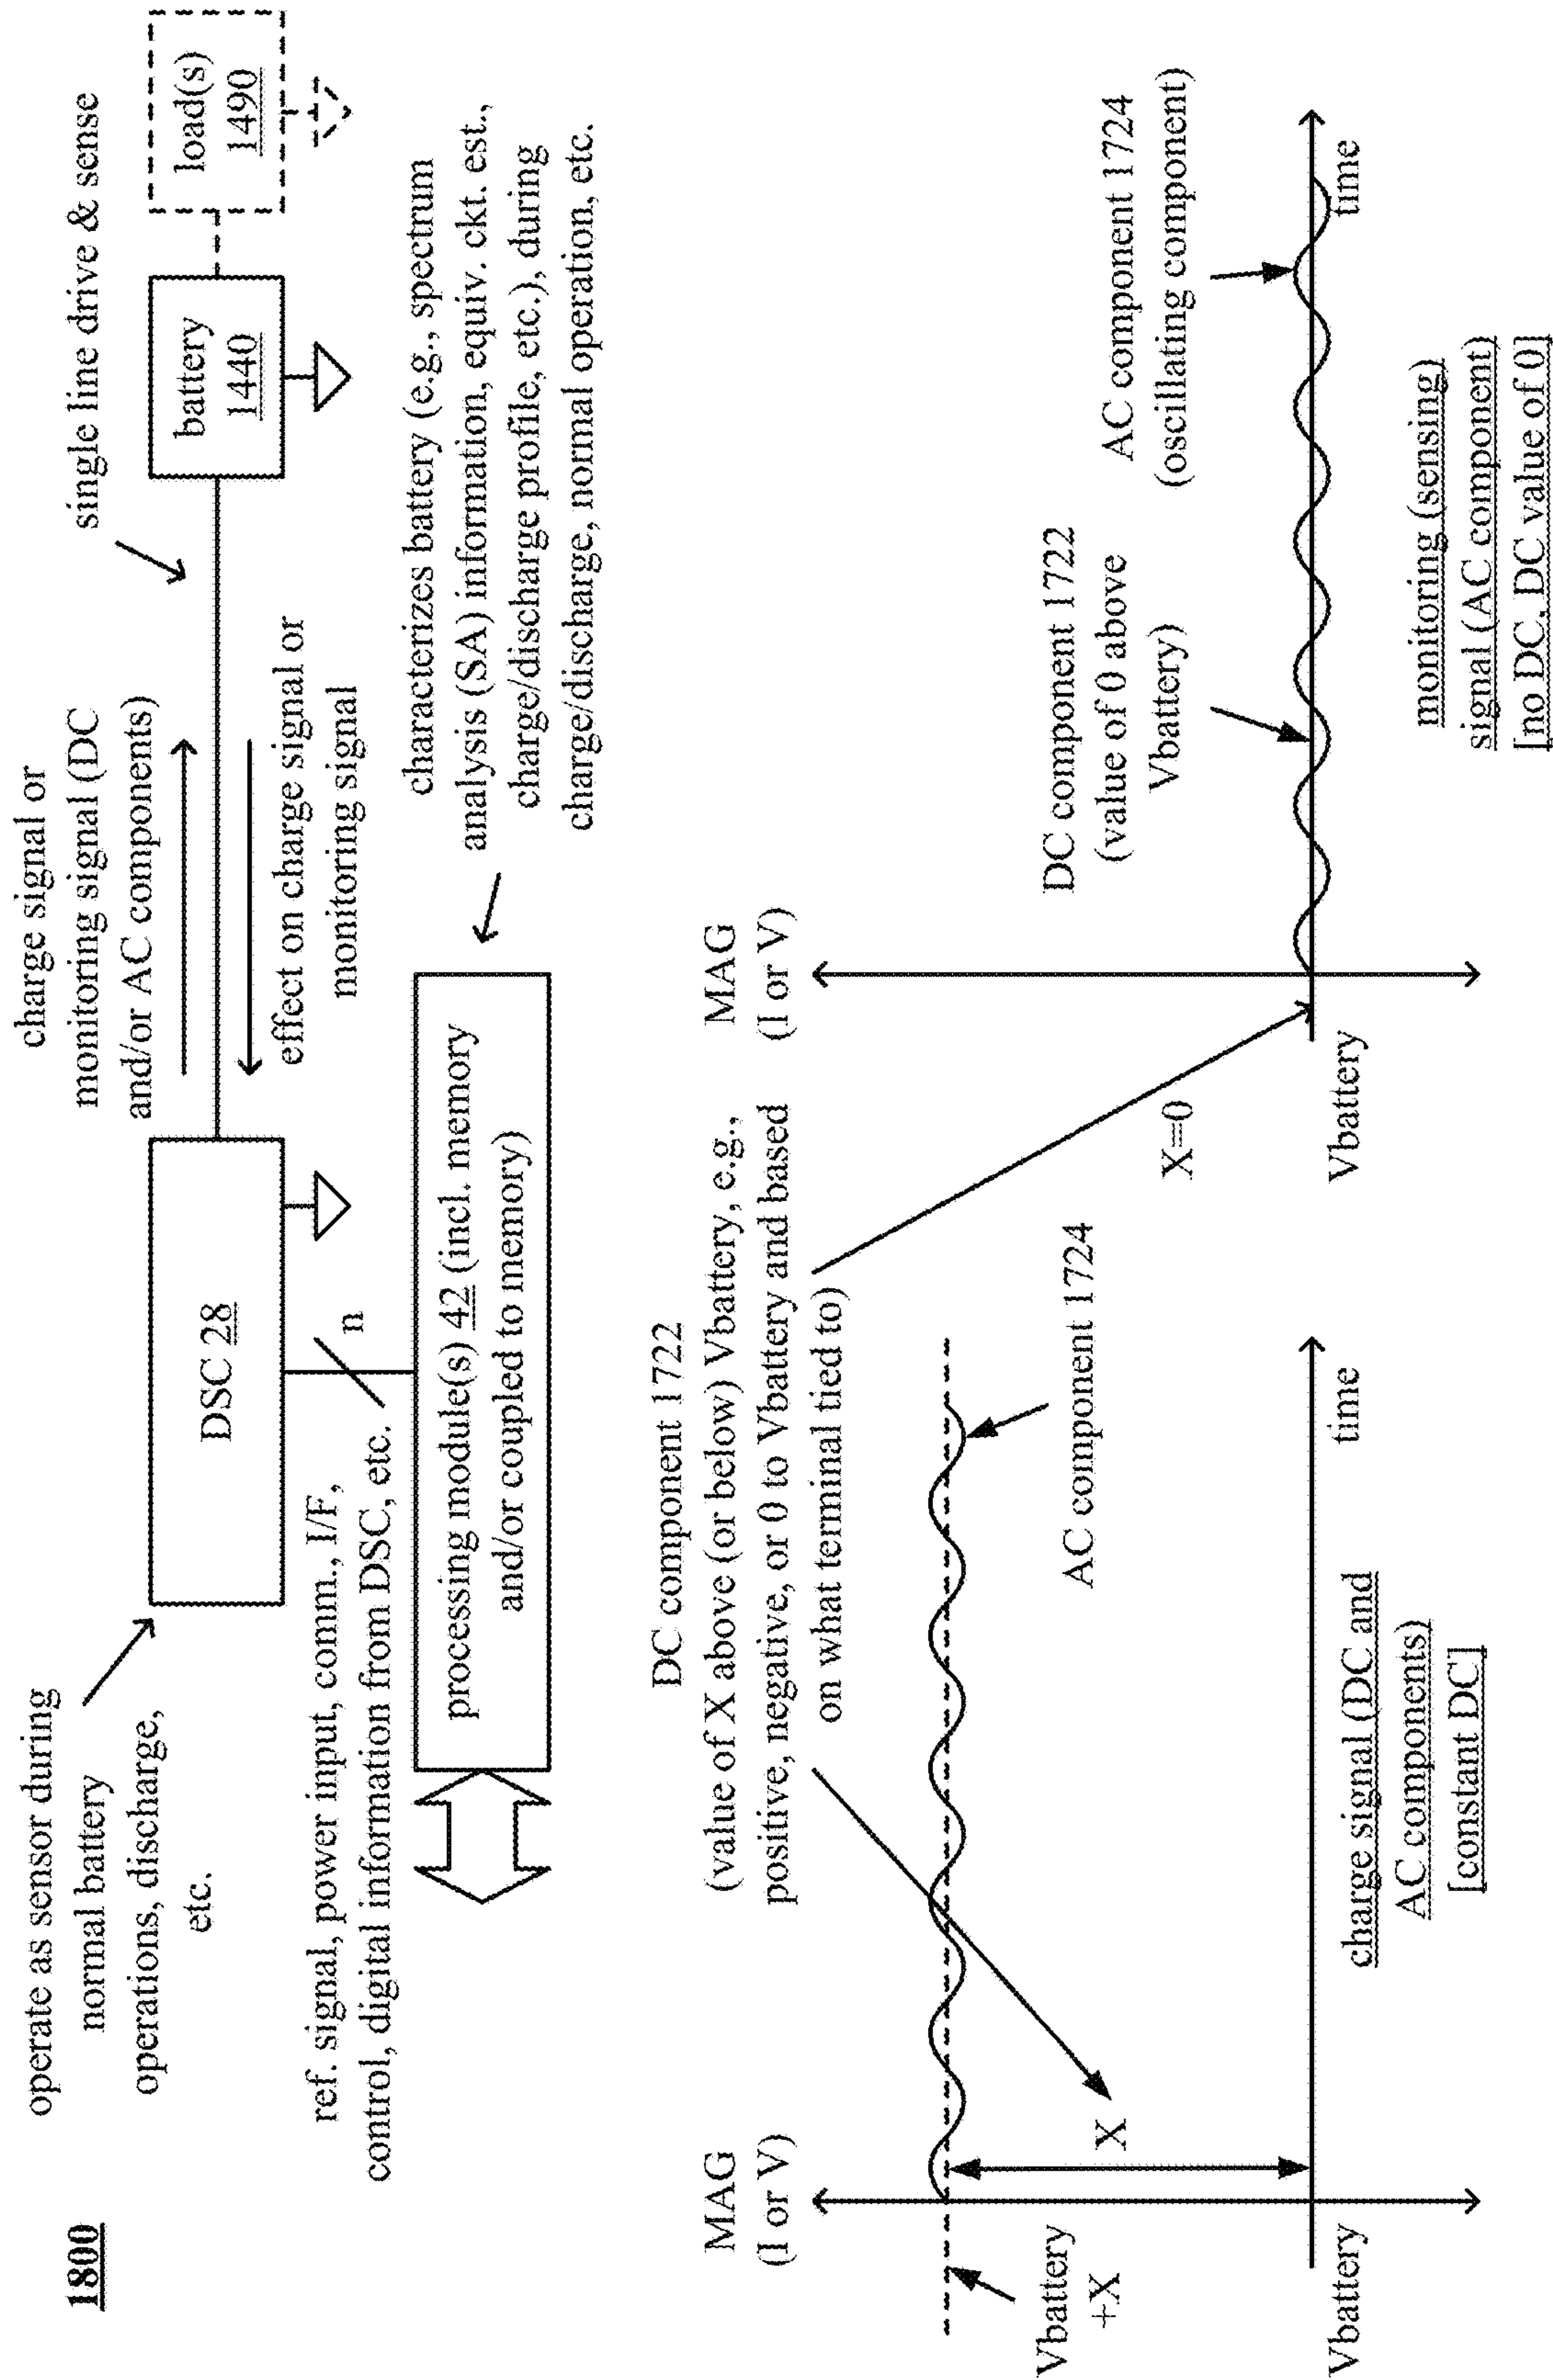 1800
operate as sensor during
normal battery
operations, discharge,
etc.
DSC 28
charge signal or
monitoring signal (DC
and/or AC components)
effect on charge signal or
monitoring signal
single line drive & sense
battery
1440
load(s)
1490
ref. signal, power input, comm., I/F,
control, digital information from DSC, etc.
n
processing module(s) 42 (incl. memory
and/or coupled to memory)
characterizes battery (e.g., spectrum
analysis (SA) information, equiv. ckt. est.,
charge/discharge profile, etc.), during
charge/discharge, normal operation, etc.
DC component 1722
(value of X above (or below) Vbattery, e.g.,
positive, negative, or 0 to Vbattery and based
on what terminal tied to)
MAG
(I or V)
Vbattery
+X
X
AC component 1724
Vbattery
time
charge signal (DC and
AC components)
[constant DC]
MAG
(I or V)
X=0
Vbattery
DC component 1722
(value of 0 above
Vbattery)
AC component 1724
(oscillating component)
time
monitoring (sensing)
signal (AC component)
[no DC, DC value of 0]